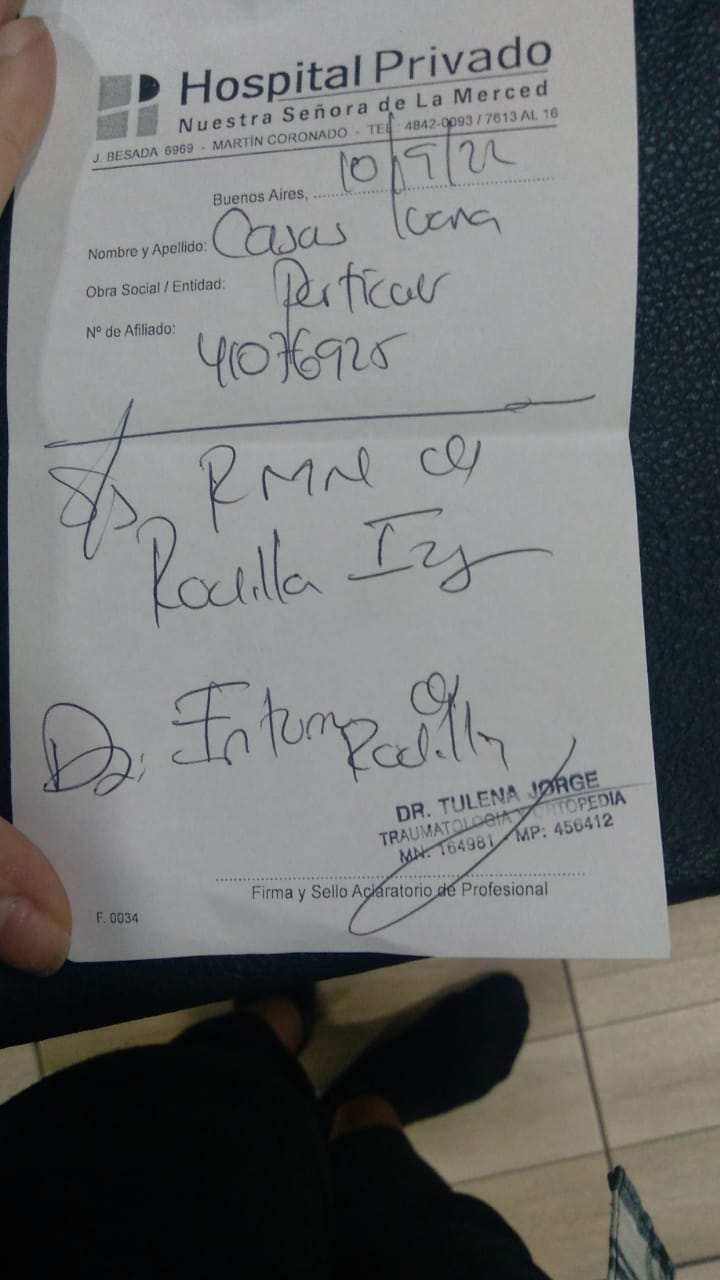 Hospital Privado
Nuestra Señora de La Merced
J. BESADA 6969 - MARTÍN CORONADO - TEL.: 4842-0093 / 7613 AL 16
Buenos Aires, 10/9/22
Nombre y Apellido: Casas
Obra Social / Entidad: Particular
Nº de Afiliado: 41076925
RMN de
Rodilla Izq
Dx: Rodilla
DR. TULENA JORGE
TRAUMATOLOGIA Y ORTOPEDIA
MN: 164981 - MP: 456412
Firma y Sello Aclaratorio de Profesional
F. 0034